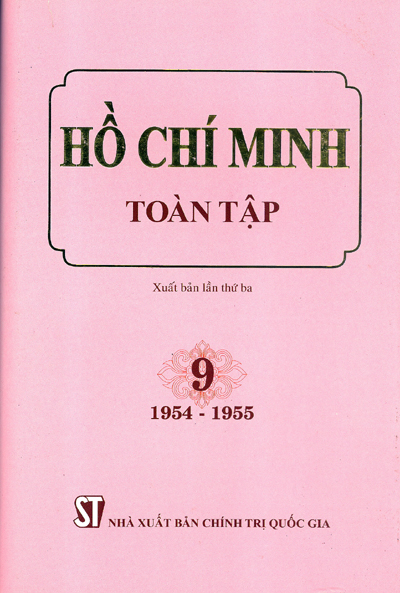 HỒ CHÍ MINH
TOÀN TẬP
Xuất bản lần thứ ba
9
1954 - 1955
ST NHÀ XUẤT BẢN CHÍNH TRỊ QUỐC GIA